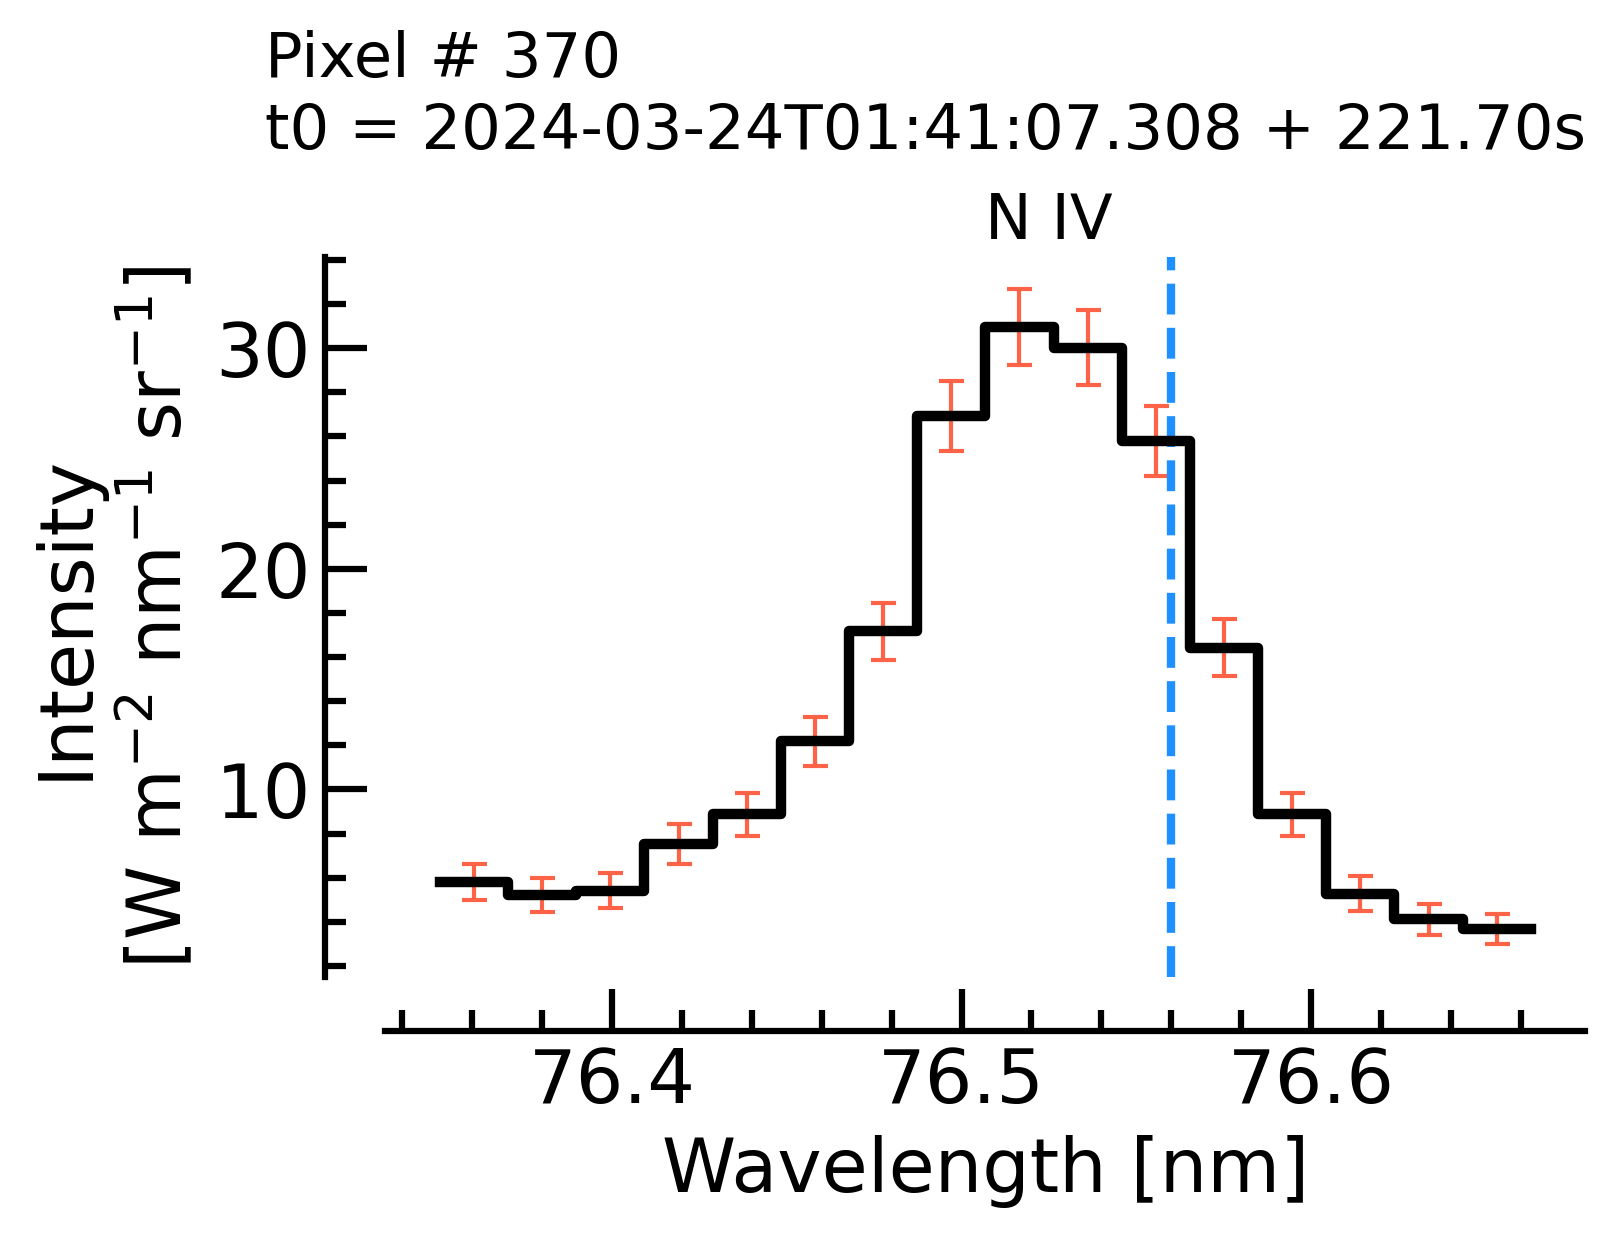 Pixel # 370
t0 = 2024-03-24T01:41:07.308 + 221.70s
N IV
Intensity
[W m⁻² nm⁻¹ sr⁻¹]
30
20
10
76.4 76.5 76.6
Wavelength [nm]